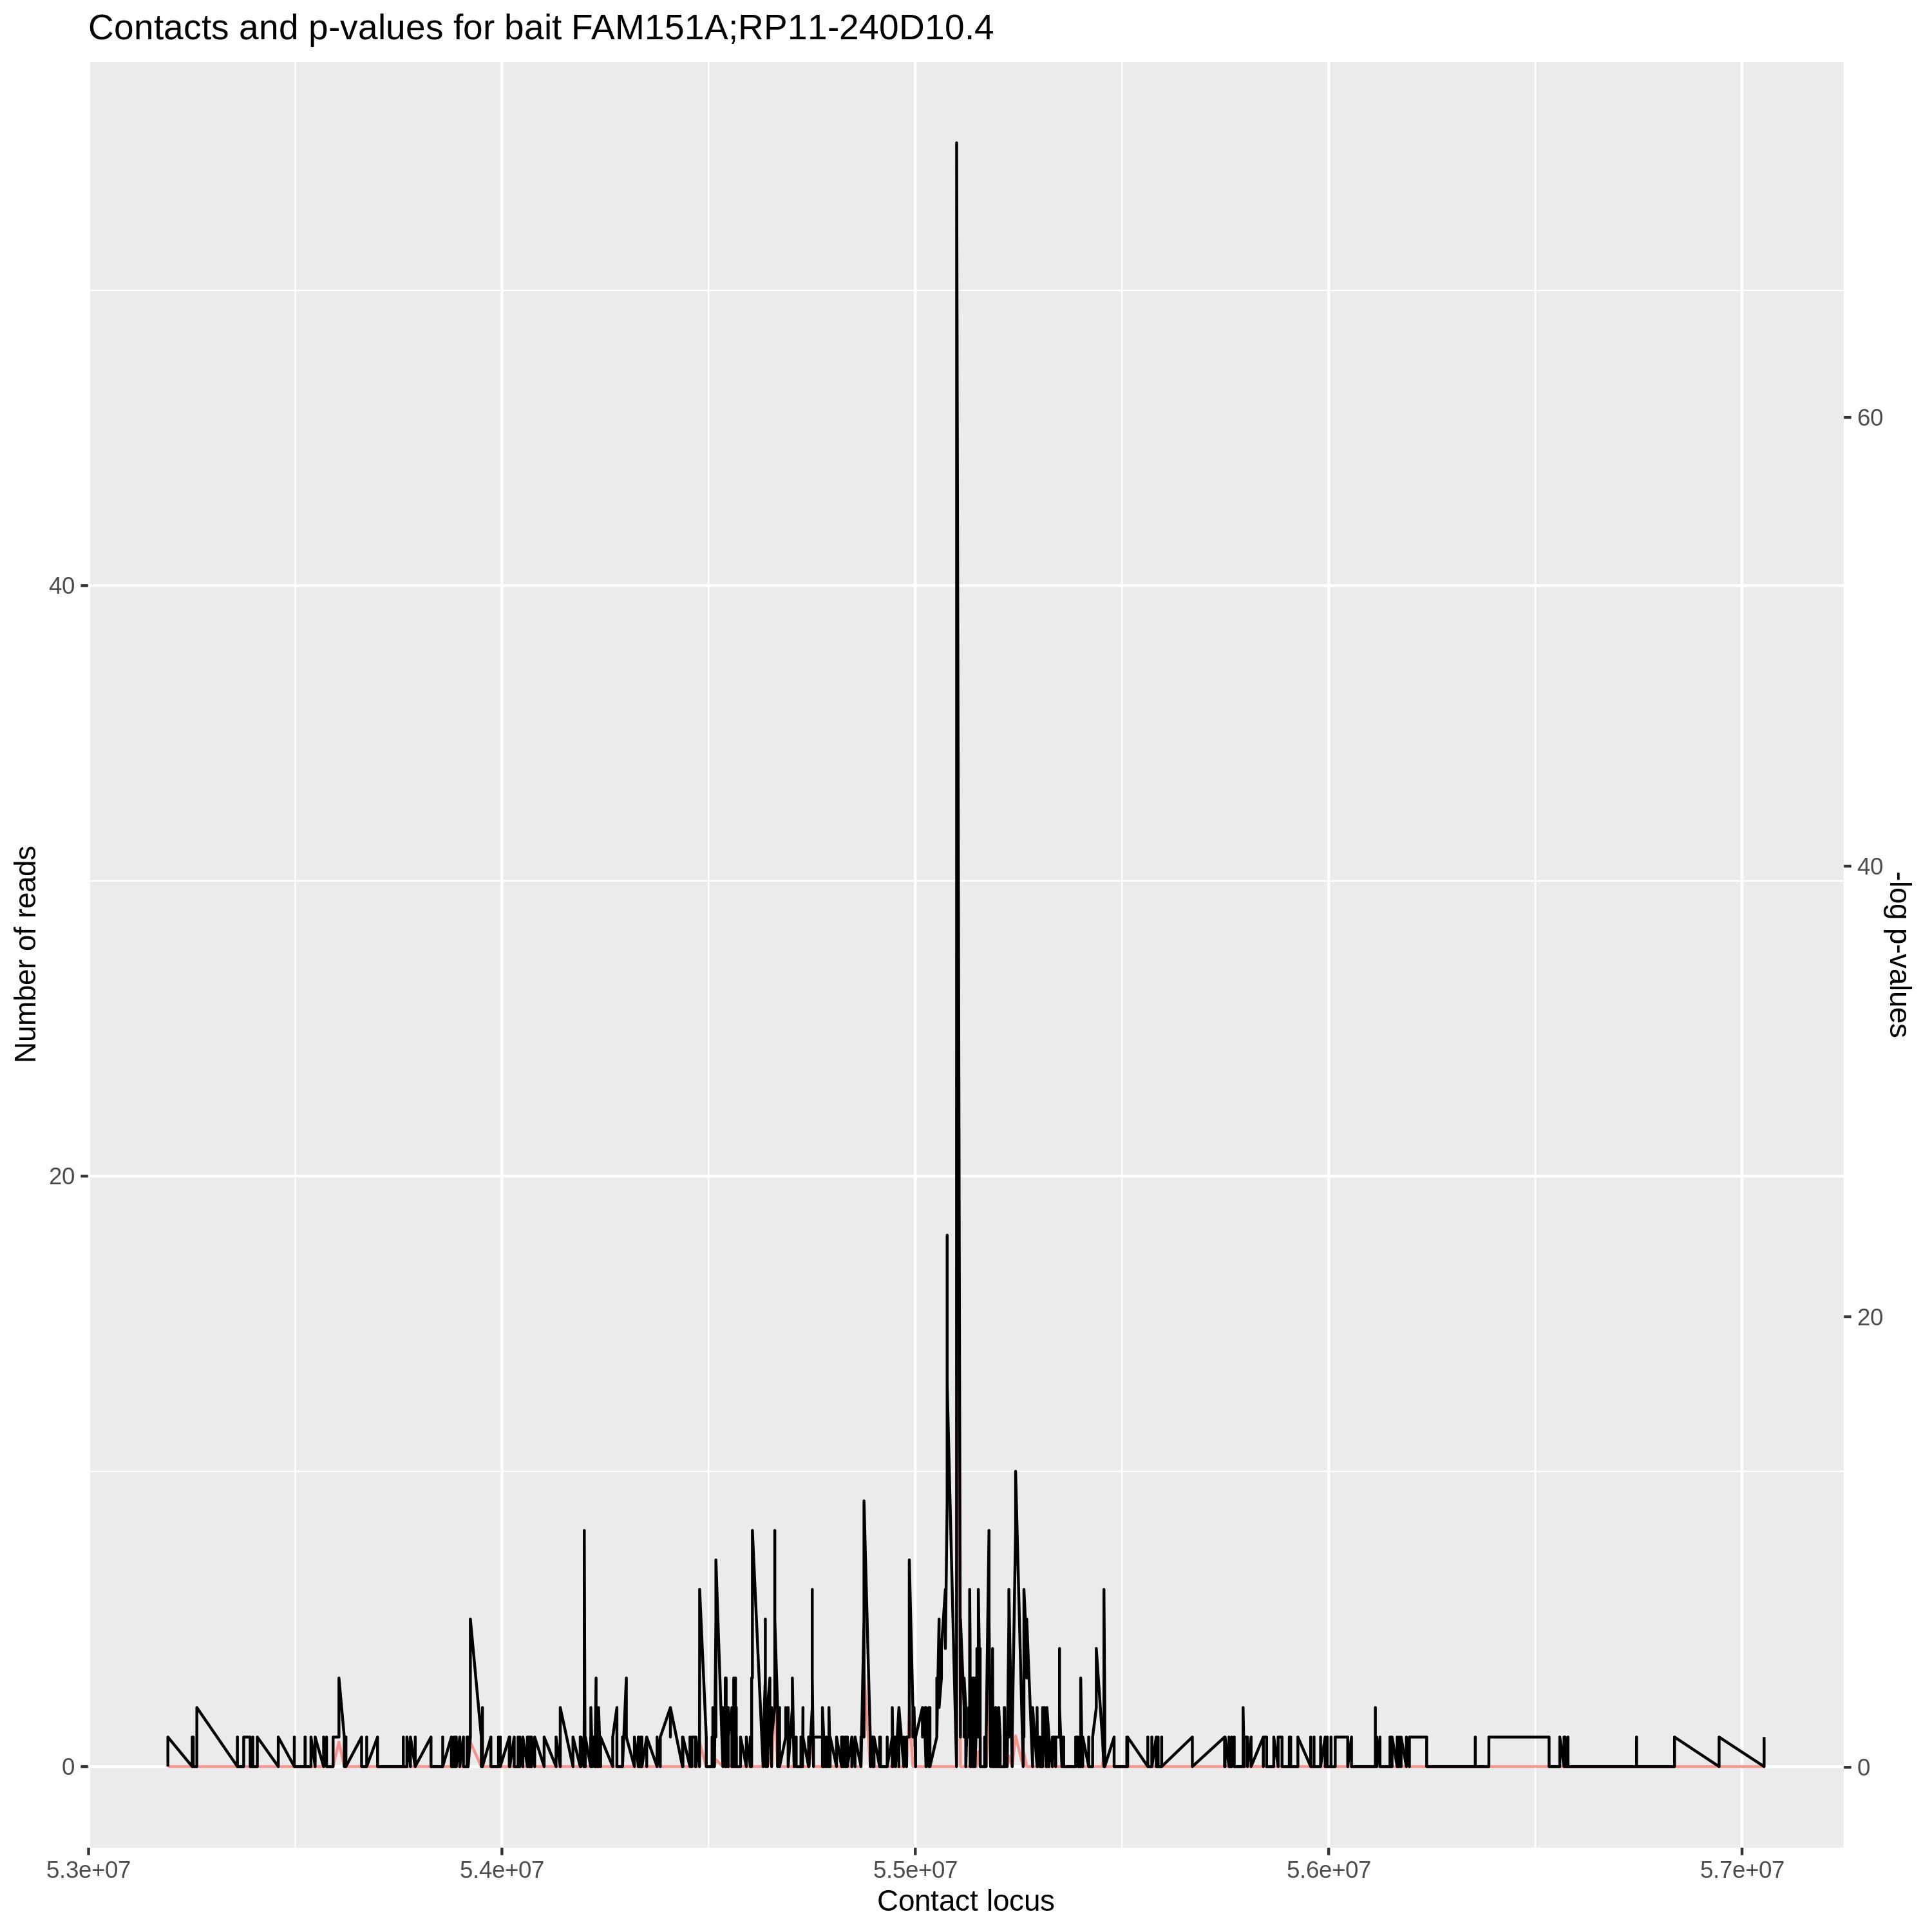 Contacts and p-values for bait FAM151A;RP11-240D10.4
Number of reads
40
20
0
60
40
20
0
-log p-values
5.3e+07 5.4e+07 5.5e+07 5.6e+07 5.7e+07
Contact locus